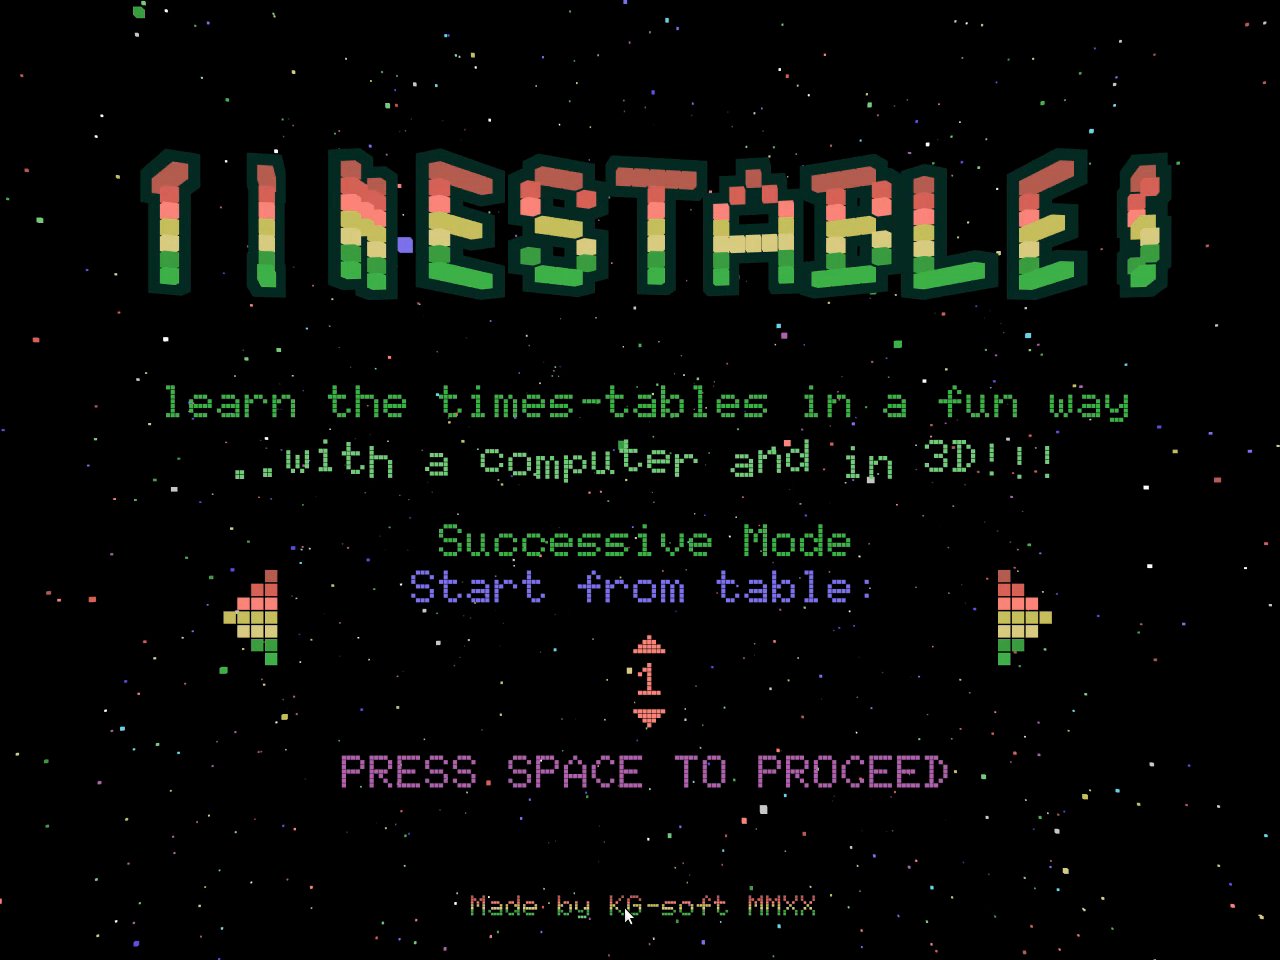 TIMESTABLES
learn the times-tables in a fun way
..with a computer and in 3D!!!
Successive Mode
Start from table:
1
PRESS SPACE TO PROCEED
Made by KG-soft MMXX